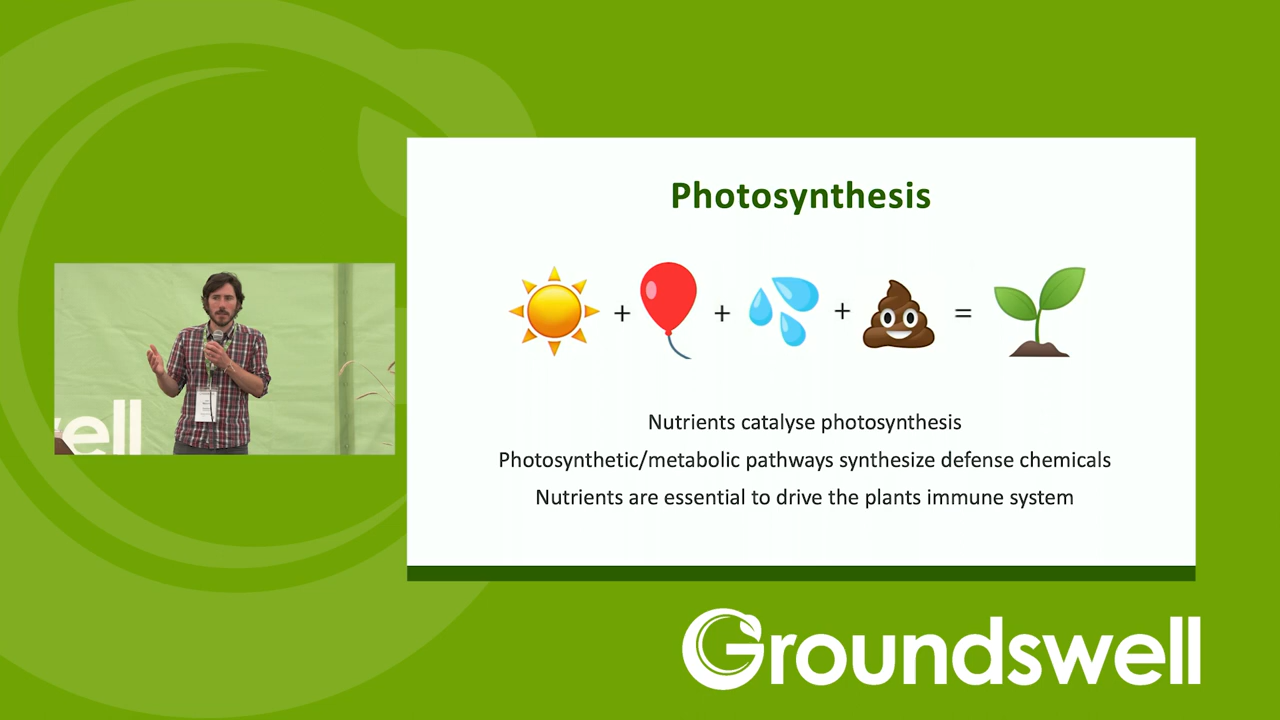 Photosynthesis
+ + + =
Nutrients catalyse photosynthesis
Photosynthetic/metabolic pathways synthesize defense chemicals
Nutrients are essential to drive the plants immune system
ell
Groundswell